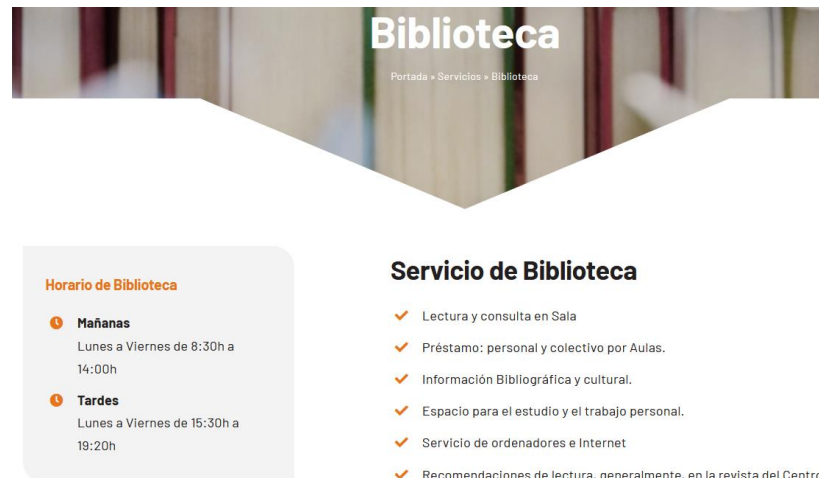 Biblioteca
Portada » Servicios » Biblioteca
Horario de Biblioteca
Mañanas
Lunes a Viernes de 8:30h a
14:00h
Tardes
Lunes a Viernes de 15:30h a
19:20h
Servicio de Biblioteca
Lectura y consulta en Sala
Préstamo: personal y colectivo por Aulas.
Información Bibliográfica y cultural.
Espacio para el estudio y el trabajo personal.
Servicio de ordenadores e Internet
Recomendaciones de lectura, generalmente, en la revista del Centro